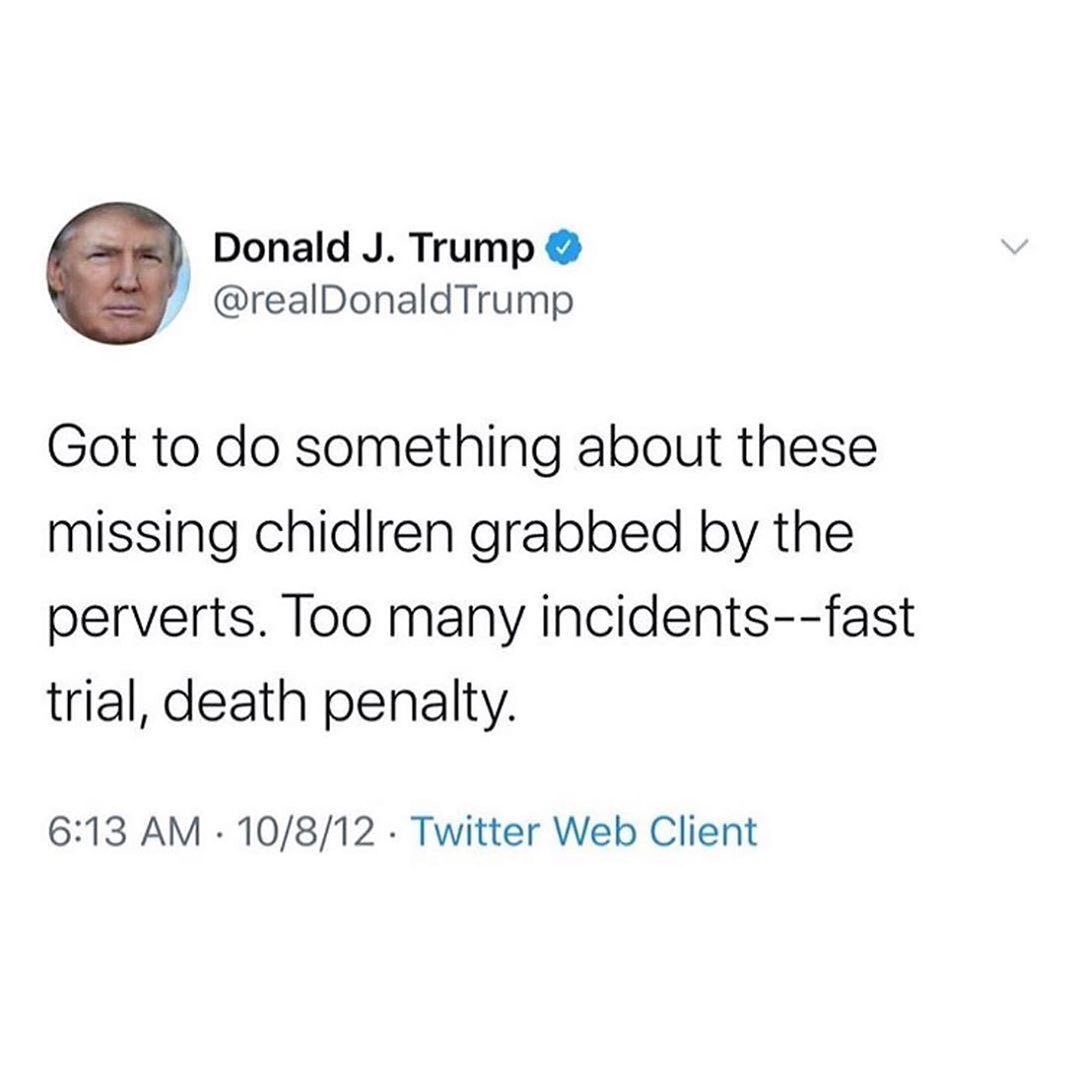 Donald J. Trump
@realDonaldTrump
Got to do something about these
missing chidlren grabbed by the
perverts. Too many incidents--fast
trial, death penalty.
6:13 AM · 10/8/12 · Twitter Web Client